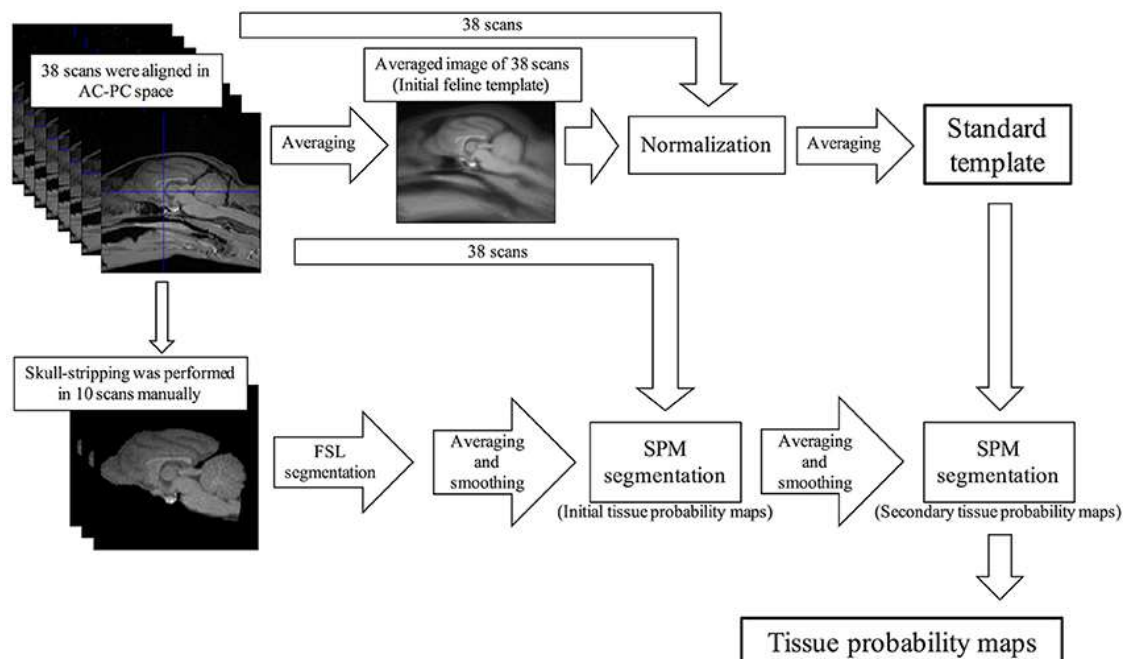 38 scans
38 scans were aligned in
AC-PC space
Averaged image of 38 scans
(Initial feline template)
Averaging
Normalization
Averaging
Standard
template
38 scans
Skull-stripping was performed
in 10 scans manually
FSL
segmentation
Averaging
and
smoothing
SPM
segmentation
(Initial tissue probability maps)
Averaging
and
smoothing
SPM
segmentation
(Secondary tissue probability maps)
Tissue probability maps